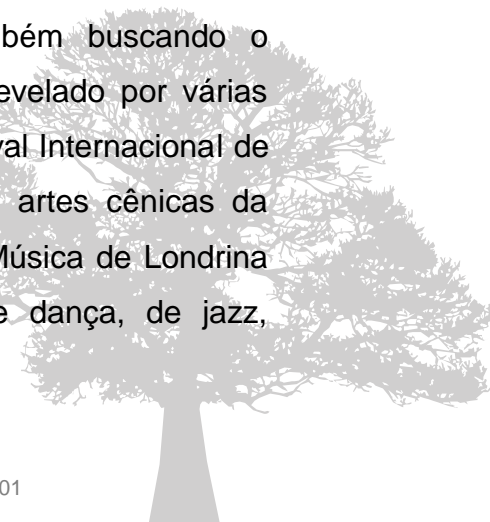 bém buscando o
evelado por várias
val Internacional de
artes cênicas da
Música de Londrina
e dança, de jazz,
01